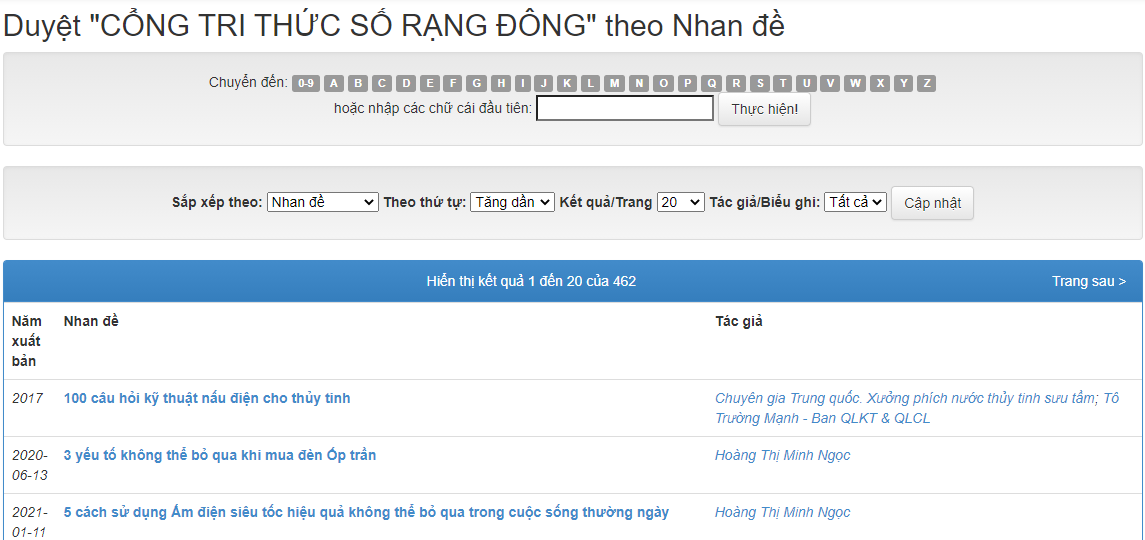 Duyệt "CỔNG TRI THỨC SỐ RẠNG ĐÔNG" theo Nhan đề
Chuyển đến: 0-9 A B C D E F G H I J K L M N O P Q R S T U V W X Y Z
hoặc nhập các chữ cái đầu tiên: Thực hiện!
Sắp xếp theo: Nhan đề Theo thứ tự: Tăng dần Kết quả/Trang 20 Tác giả/Biểu ghi: Tất cả Cập nhật
Hiển thị kết quả 1 đến 20 của 462 Trang sau >
Năm xuất bản Nhan đề Tác giả
2017 100 câu hỏi kỹ thuật nấu điện cho thủy tinh Chuyên gia Trung quốc. Xưởng phích nước thủy tinh sưu tầm; Tô
Trường Mạnh - Ban QLKT & QLCL
2020-06-13 3 yếu tố không thể bỏ qua khi mua đèn Ốp trần Hoàng Thị Minh Ngọc
2021-01-11 5 cách sử dụng Ấm điện siêu tốc hiệu quả không thể bỏ qua trong cuộc sống thường ngày Hoàng Thị Minh Ngọc